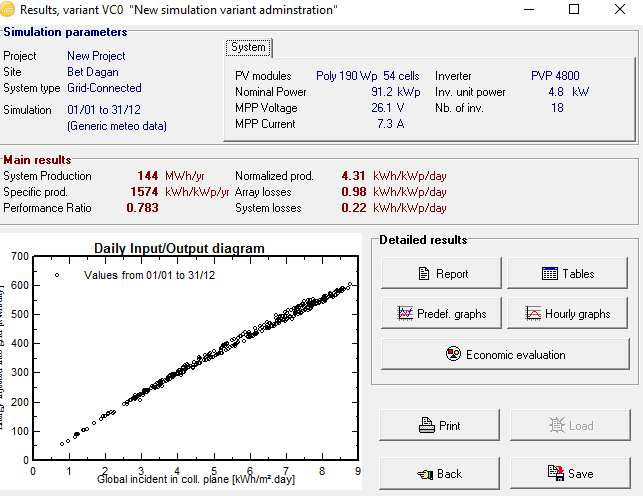 Results, variant VC0 "New simulation variant adminstration"
Simulation parameters
Project New Project
Site Bet Dagan
System type Grid-Connected
Simulation 01/01 to 31/12
(Generic meteo data)
System
PV modules Poly 190 Wp 54 cells Inverter PVP 4800
Nominal Power 91.2 kWp Inv. unit power 4.8 kW
MPP Voltage 26.1 V Nb. of inv. 18
MPP Current 7.3 A
Main results
System Production 144 MWh/yr Normalized prod. 4.31 kWh/kWp/day
Specific prod. 1574 kWh/kWp/yr Array losses 0.98 kWh/kWp/day
Performance Ratio 0.783 System losses 0.22 kWh/kWp/day
Daily Input/Output diagram
Values from 01/01 to 31/12
700
600
500
400
300
200
100
0
0 1 2 3 4 5 6 7 8 9
Global incident in coll. plane [kWh/m².day]
Detailed results
Report Tables
Predef. graphs Hourly graphs
Economic evaluation
Print Load
Back Save